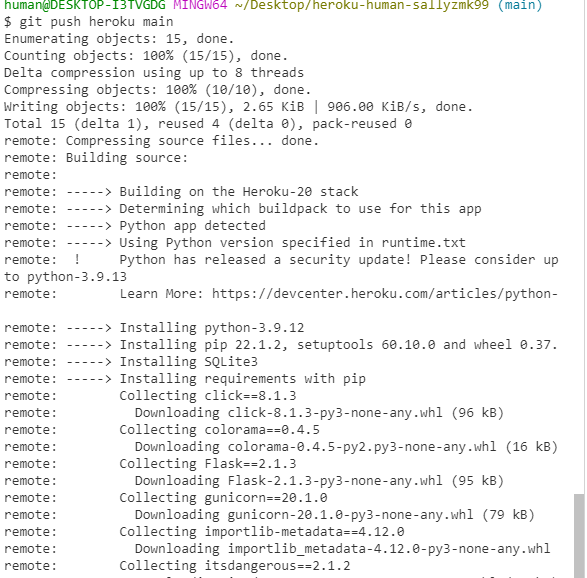 human@DESKTOP-I3TVGDG MINGW64 ~/Desktop/heroku-human-sallyzmk99 (main)
$ git push heroku main
Enumerating objects: 15, done.
Counting objects: 100% (15/15), done.
Delta compression using up to 8 threads
Compressing objects: 100% (10/10), done.
Writing objects: 100% (15/15), 2.65 KiB | 906.00 KiB/s, done.
Total 15 (delta 1), reused 4 (delta 0), pack-reused 0
remote: Compressing source files... done.
remote: Building source:
remote:
remote: -----> Building on the Heroku-20 stack
remote: -----> Determining which buildpack to use for this app
remote: -----> Python app detected
remote: -----> Using Python version specified in runtime.txt
remote:  !     Python has released a security update! Please consider up
to python-3.9.13
remote:        Learn More: https://devcenter.heroku.com/articles/python-
remote: -----> Installing python-3.9.12
remote: -----> Installing pip 22.1.2, setuptools 60.10.0 and wheel 0.37.
remote: -----> Installing SQLite3
remote: -----> Installing requirements with pip
remote:        Collecting click==8.1.3
remote:          Downloading click-8.1.3-py3-none-any.whl (96 kB)
remote:        Collecting colorama==0.4.5
remote:          Downloading colorama-0.4.5-py2.py3-none-any.whl (16 kB)
remote:        Collecting Flask==2.1.3
remote:          Downloading Flask-2.1.3-py3-none-any.whl (95 kB)
remote:        Collecting gunicorn==20.1.0
remote:          Downloading gunicorn-20.1.0-py3-none-any.whl (79 kB)
remote:        Collecting importlib-metadata==4.12.0
remote:          Downloading importlib_metadata-4.12.0-py3-none-any.whl
remote:        Collecting itsdangerous==2.1.2